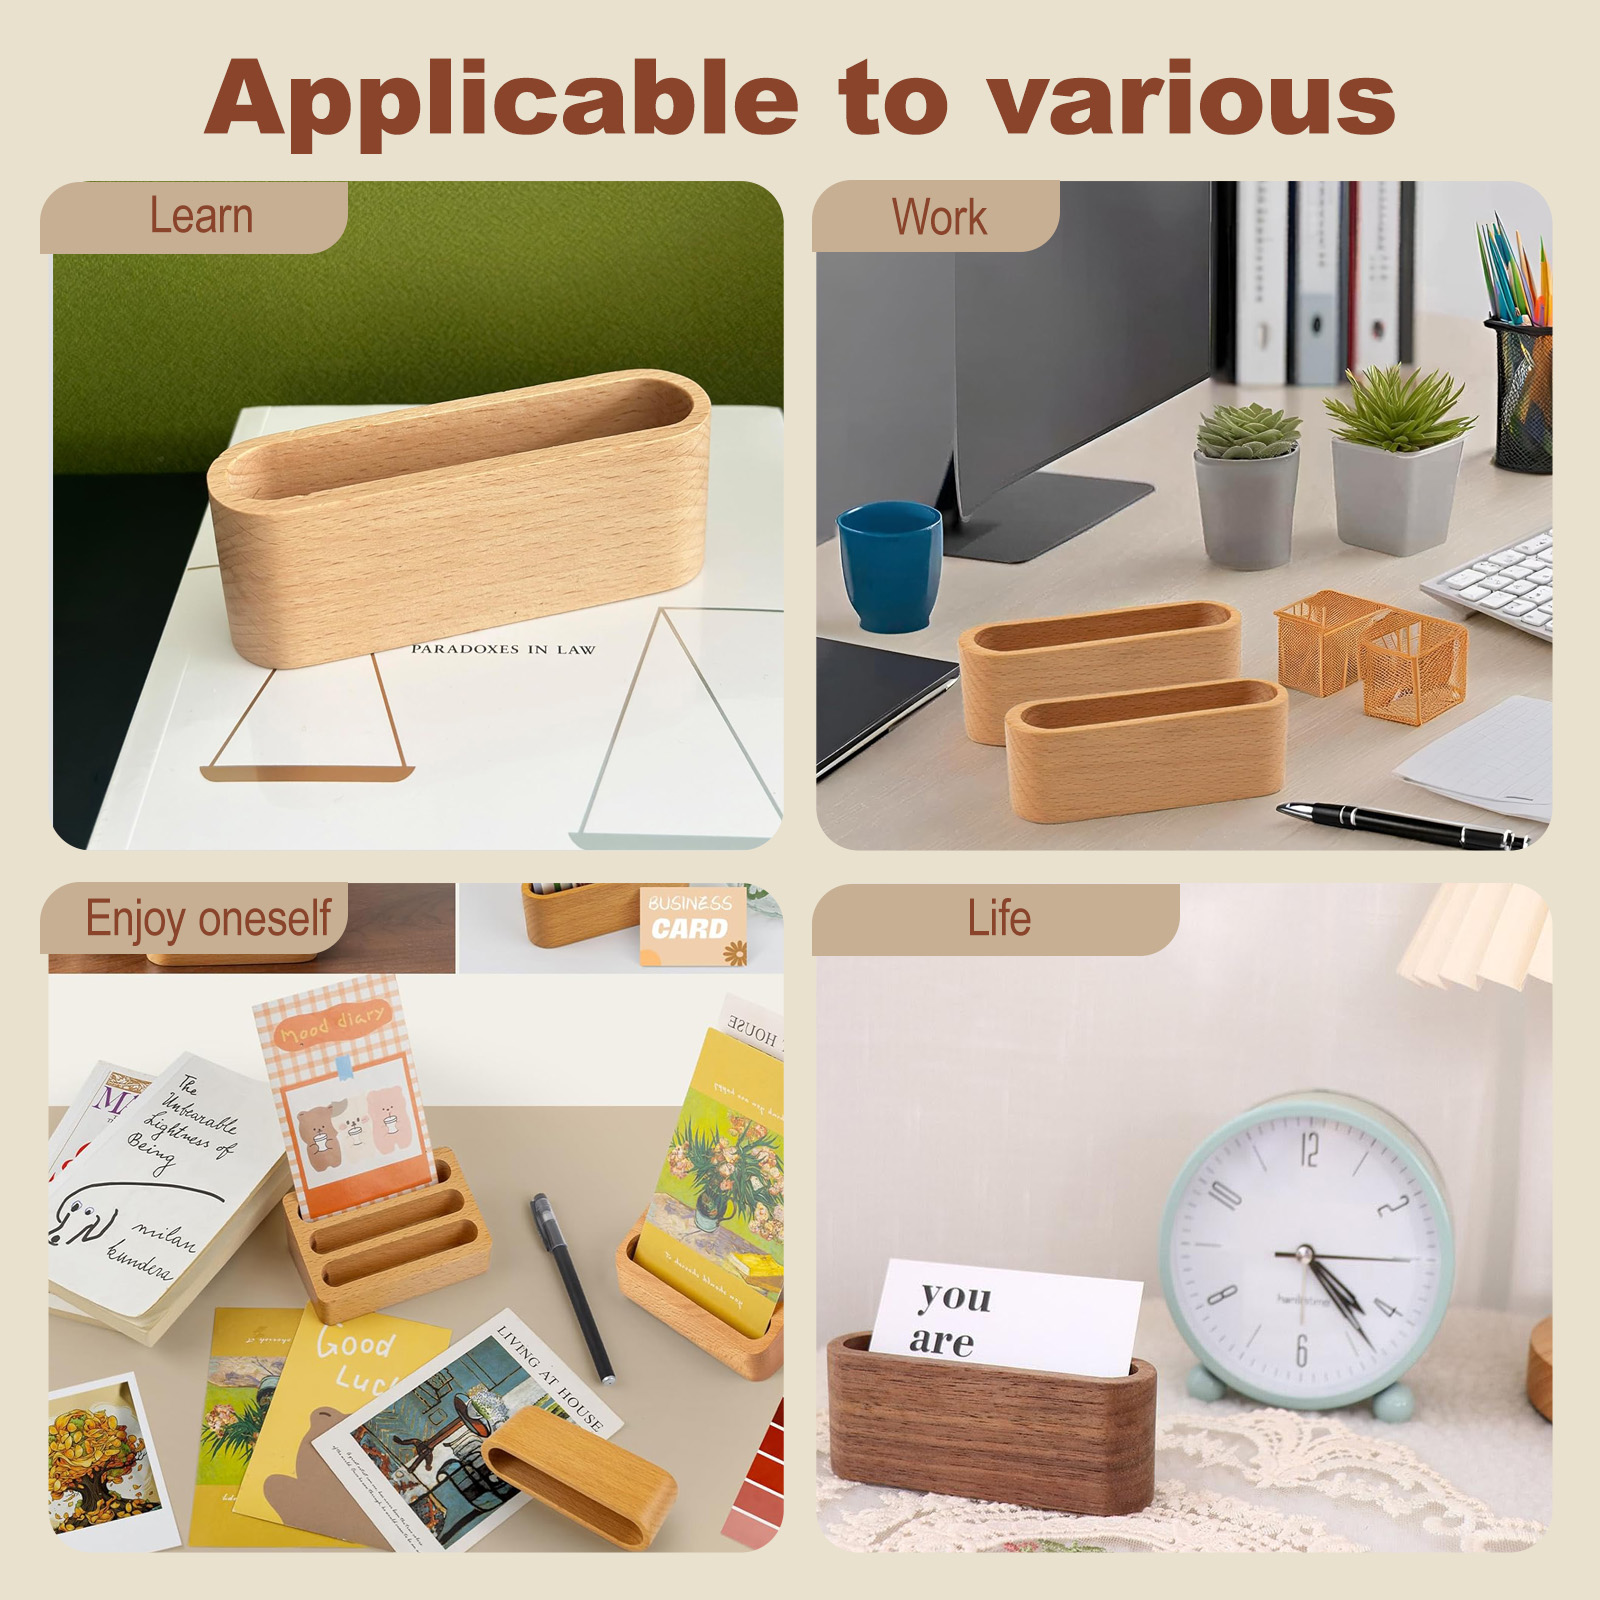 Applicable to various
Learn
PARADOXES IN LAW
Work
Enjoy oneself
BUSINESS
CARD
Mood diary
The
Unbearable
Lightness of
Being
milan
kundera
Good
LIVING AT HOUSE
Life
12
2
4
6
8
10
you
are